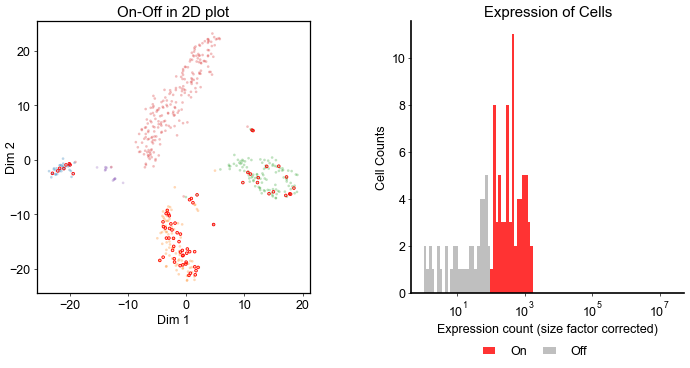 On-Off in 2D plot
Dim 2
20
10
0
−10
−20
−20 −10 0 10 20
Dim 1
Expression of Cells
Cell Counts
10
8
6
4
2
0
10^1 10^3 10^5 10^7
Expression count (size factor corrected)
On Off